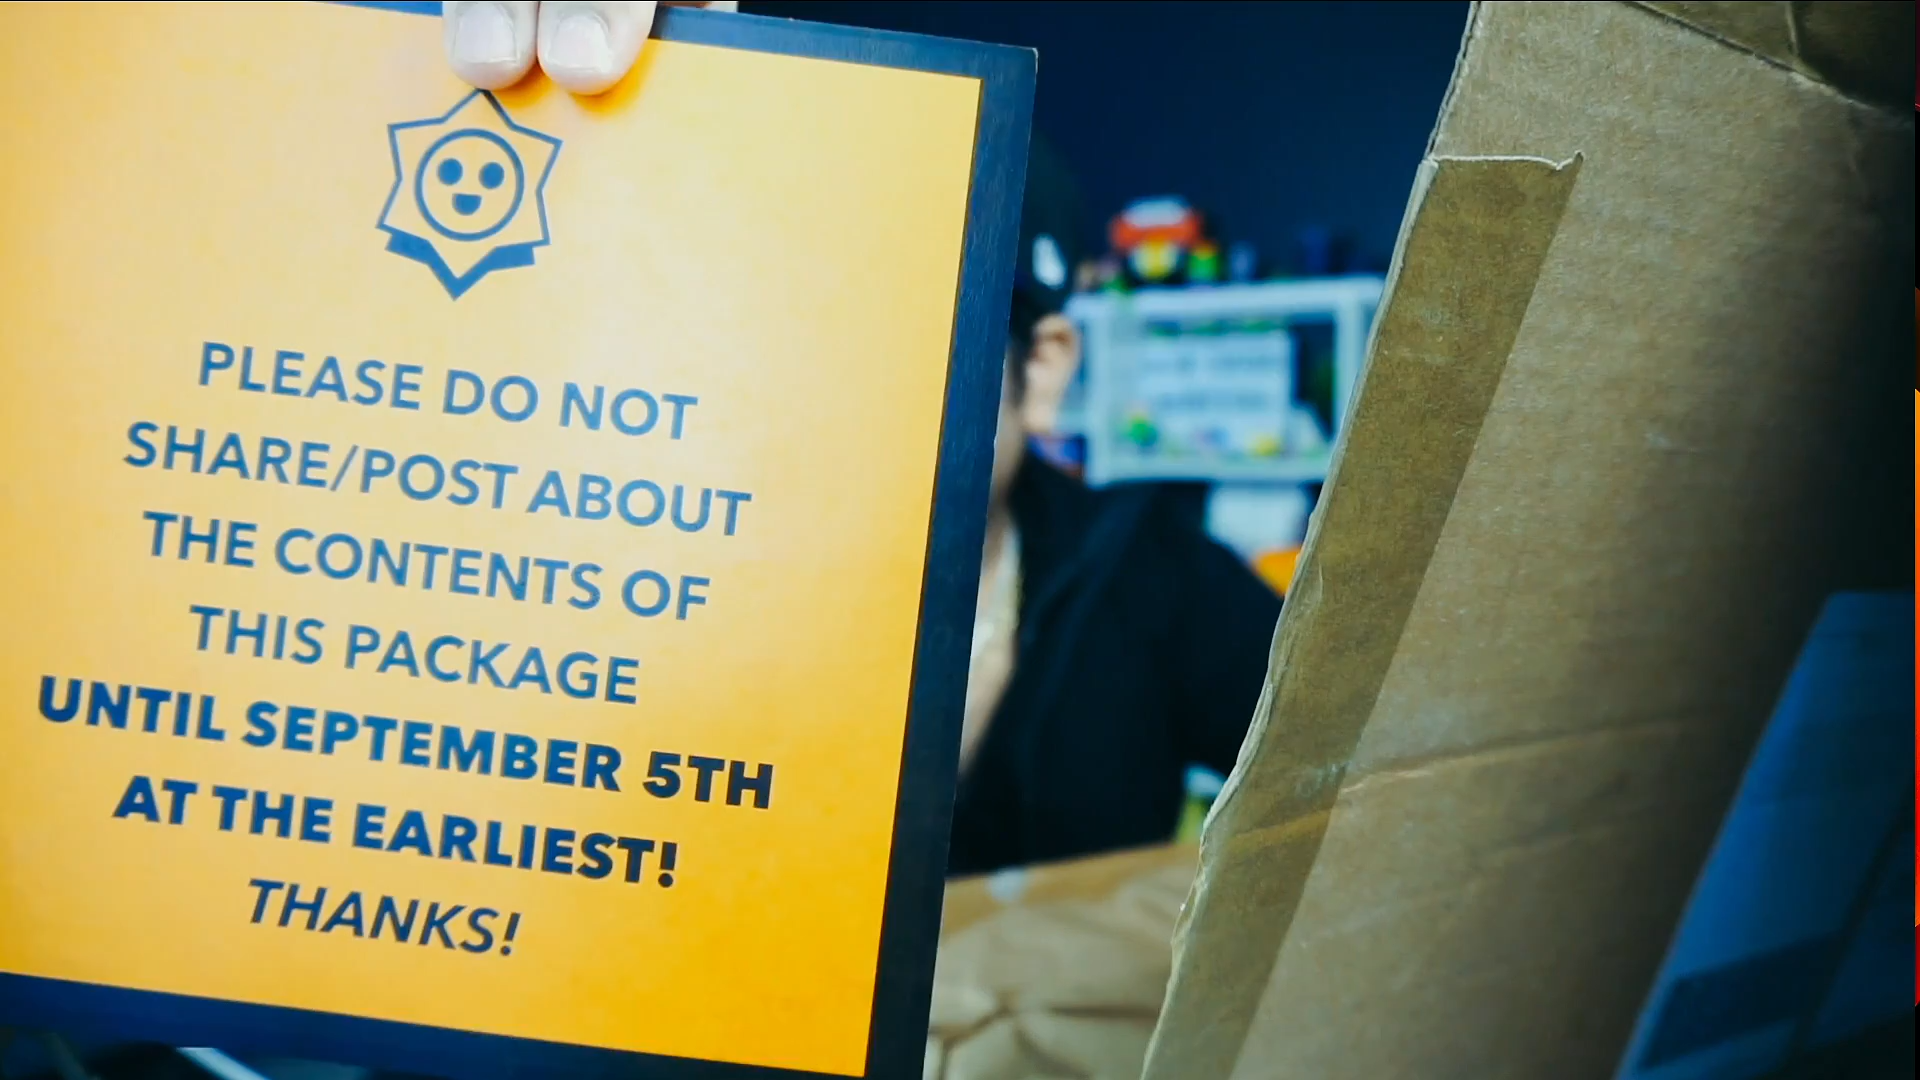 PLEASE DO NOT
SHARE/POST ABOUT
THE CONTENTS OF
THIS PACKAGE
UNTIL SEPTEMBER 5TH
AT THE EARLIEST!
THANKS!